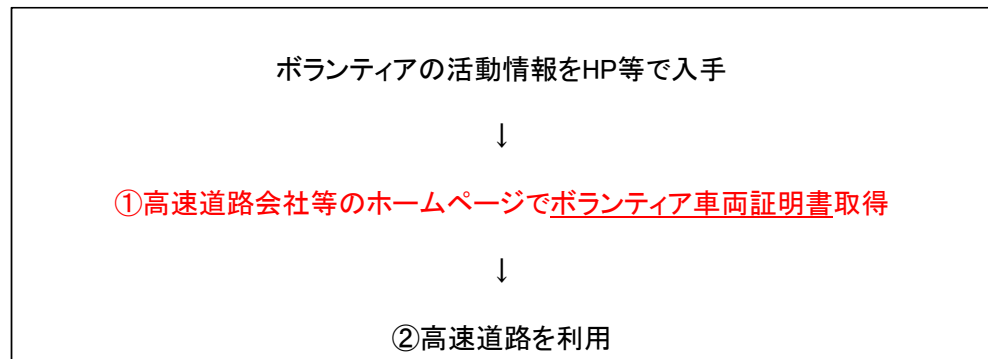 ボランティアの活動情報をHP等で入手
↓
①高速道路会社等のホームページでボランティア車両証明書取得
↓
②高速道路を利用